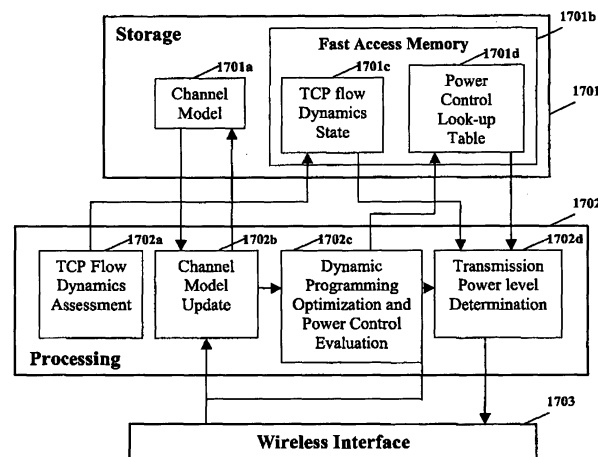 Storage
1701b
Fast Access Memory
1701a
1701c
1701d
1701
Channel
Model
TCP flow
Dynamics
State
Power
Control
Look-up
Table
1702
1702a
1702b
1702c
1702d
TCP Flow
Dynamics
Assessment
Channel
Model
Update
Dynamic
Programming
Optimization and
Power Control
Evaluation
Transmission
Power level
Determination
Processing
1703
Wireless Interface